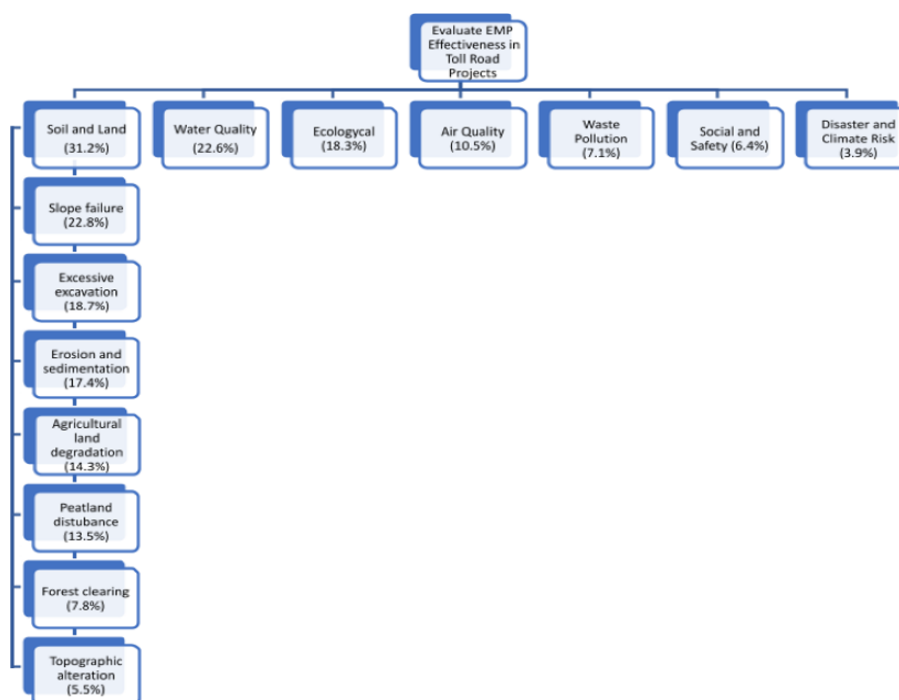 Evaluate EMP
Effectiveness in
Toll Road
Projects
Soil and Land
(31.2%)
Water Quality
(22.6%)
Ecologycal
(18.3%)
Air Quality
(10.5%)
Waste
Pollution
(7.1%)
Social and
Safety (6.4%)
Disaster and
Climate Risk
(3.9%)
Slope failure
(22.8%)
Excessive
excavation
(18.7%)
Erosion and
sedimentation
(17.4%)
Agricultural
land
degradation
(14.3%)
Peatland
distubance
(13.5%)
Forest clearing
(7.8%)
Topographic
alteration
(5.5%)